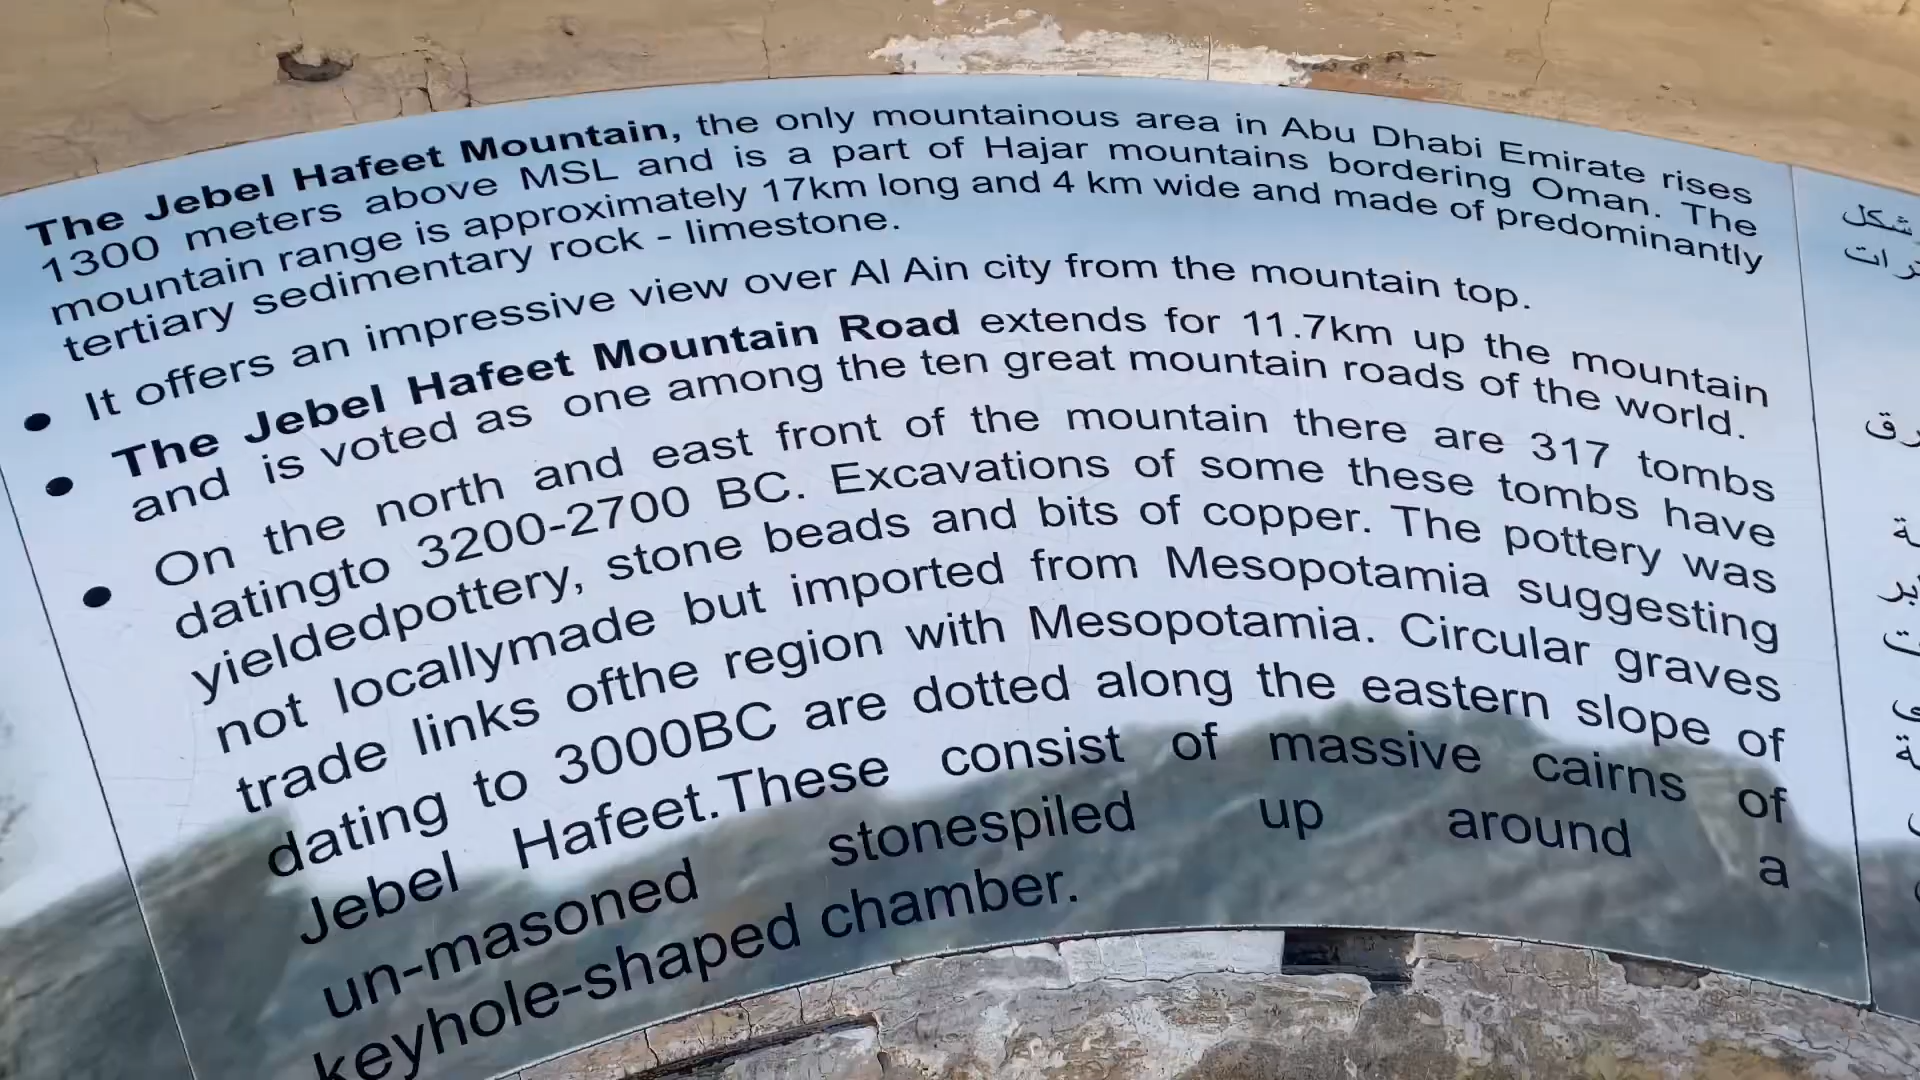 The Jebel Hafeet Mountain, the only mountainous area in Abu Dhabi Emirate rises
1300 meters above MSL and is a part of Hajar mountains bordering Oman. The
mountain range is approximately 17km long and 4 km wide and made of predominantly
tertiary sedimentary rock - limestone.
• It offers an impressive view over Al Ain city from the mountain top.
• The Jebel Hafeet Mountain Road extends for 11.7km up the mountain
and is voted as one among the ten great mountain roads of the world.
• On the north and east front of the mountain there are 317 tombs
datingto 3200-2700 BC. Excavations of some these tombs have
yieldedpottery, stone beads and bits of copper. The pottery was
not locallymade but imported from Mesopotamia suggesting
trade links ofthe region with Mesopotamia. Circular graves
dating to 3000BC are dotted along the eastern slope of
Jebel Hafeet.These consist of massive cairns of
un-masoned stonespiled up around a
keyhole-shaped chamber.